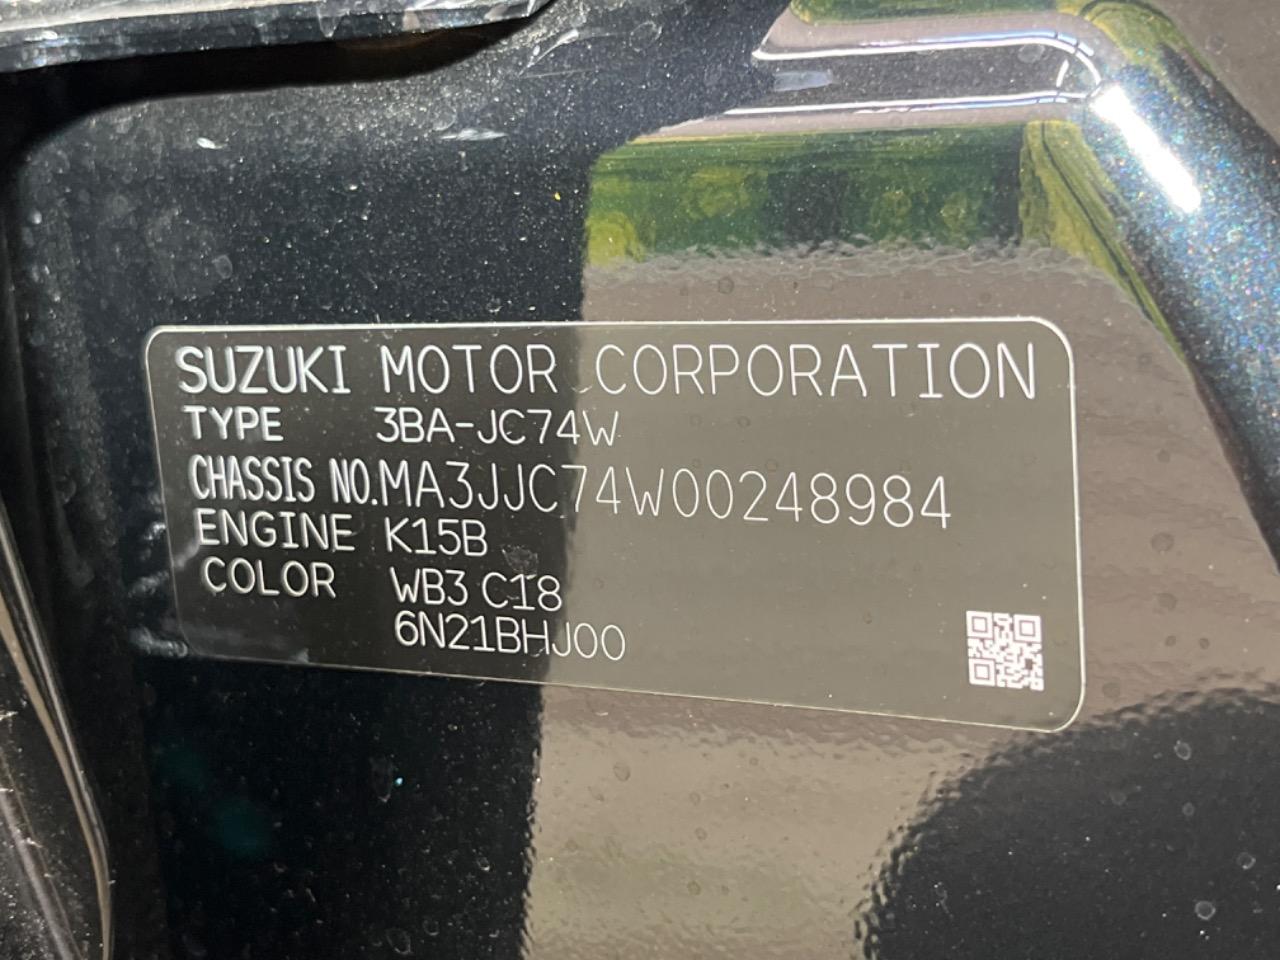 SUZUKI MOTOR CORPORATION
TYPE 3BA-JC74W
CHASSIS NO.MA3JJC74W00248984
ENGINE K15B
COLOR WB3 C18
6N21BHJ00